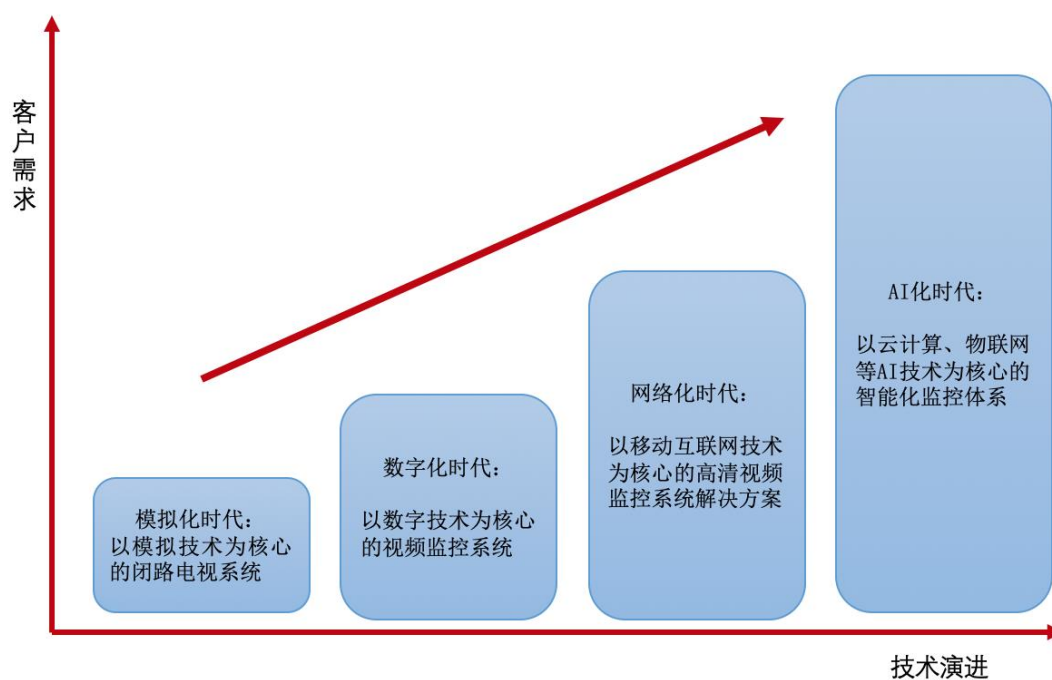 客户需求
模拟化时代：
以模拟技术为核心
的闭路电视系统
数字化时代：
以数字技术为核心
的视频监控系统
网络化时代：
以移动互联网技术
为核心的高清视频
监控系统解决方案
AI化时代：
以云计算、物联网
等AI技术为核心的
智能化监控体系
技术演进